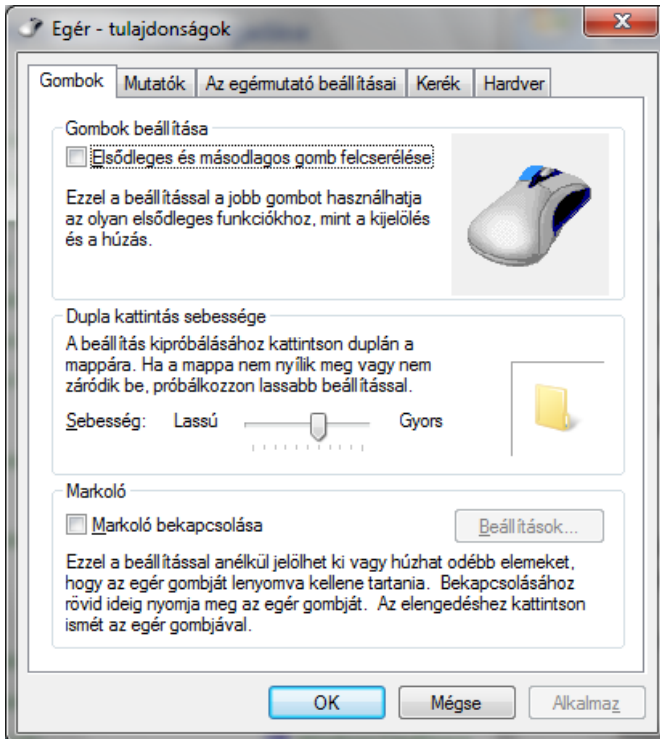 Egér - tulajdonságok
Gombok Mutatók Az egérmutató beállításai Kerék Hardver
Gombok beállítása
Elsődleges és másodlagos gomb felcserélése
Ezzel a beállítással a jobb gombot használhatja
az olyan elsődleges funkciókhoz, mint a kijelölés
és a húzás.
Dupla kattintás sebessége
A beállítás kipróbálásához kattintson duplán a
mappára. Ha a mappa nem nyílik meg vagy nem
záródik be, próbálkozzon lassabb beállítással.
Sebesség: Lassú Gyors
Markoló
Markoló bekapcsolása Beállítások...
Ezzel a beállítással anélkül jelölhet ki vagy húzhat odébb elemeket,
hogy az egér gombját lenyomva kellene tartania. Bekapcsolásához
rövid ideig nyomja meg az egér gombját. Az elengedéshez kattintson
ismét az egér gombjával.
OK Mégse Alkalmaz